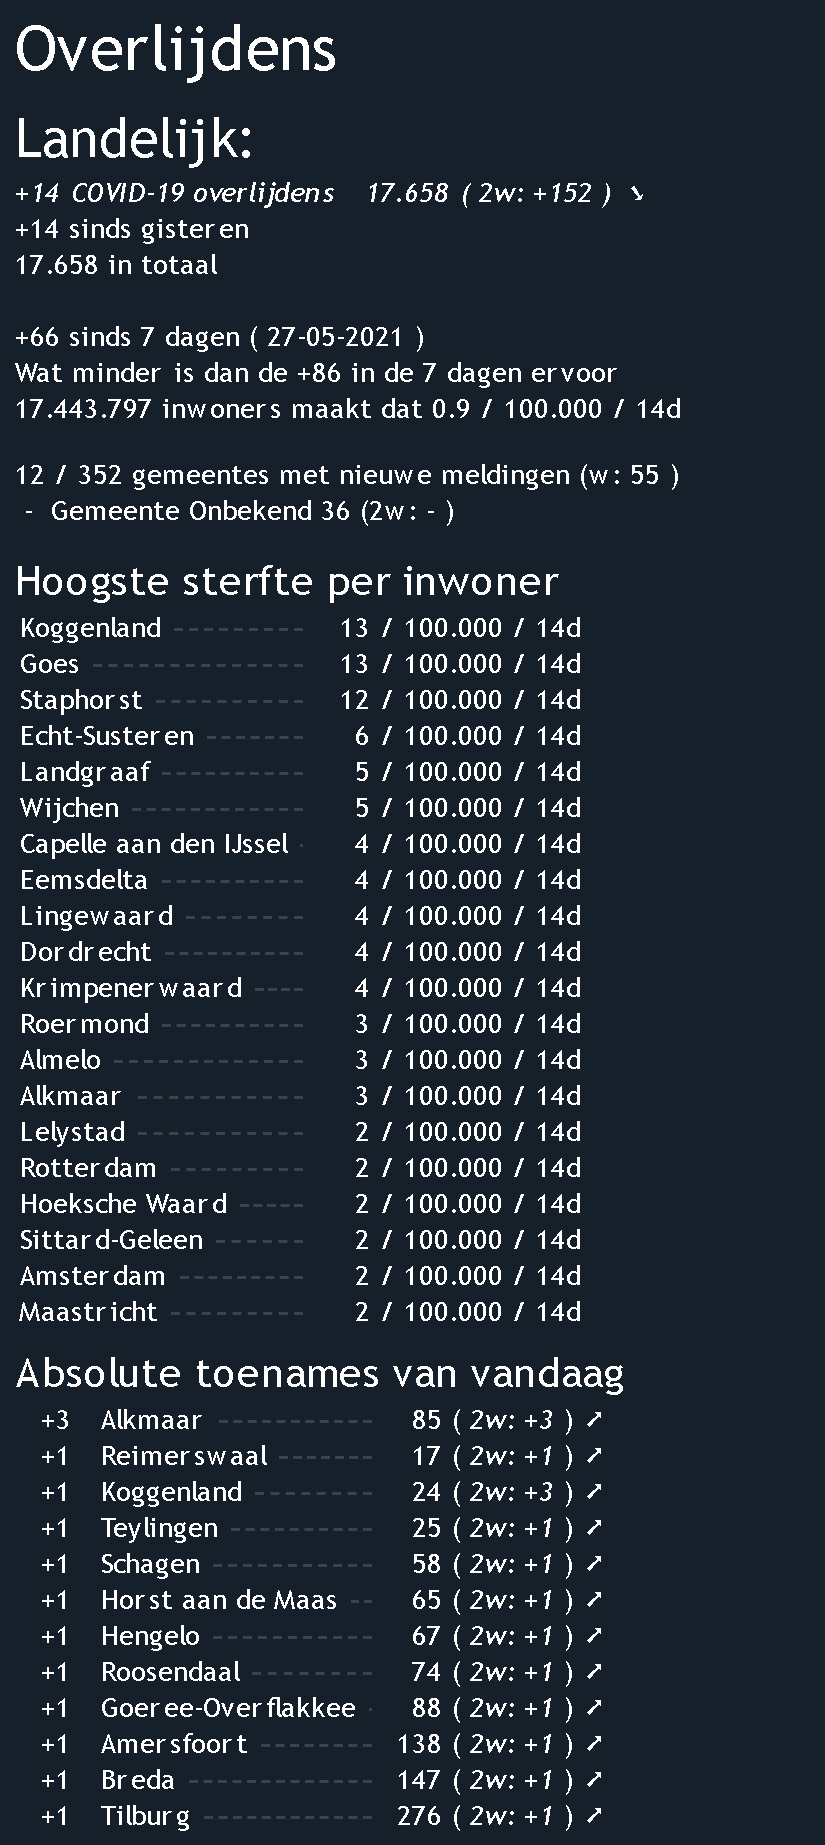 Overlijdens
Landelijk:
+14 COVID-19 overlijdens 17.658 ( 2w: +152 ) ➘
+14 sinds gisteren
17.658 in totaal
+66 sinds 7 dagen ( 27-05-2021 )
Wat minder is dan de +86 in de 7 dagen ervoor
17.443.797 inwoners maakt dat 0.9 / 100.000 / 14d
12 / 352 gemeentes met nieuwe meldingen (w: 55 )
- Gemeente Onbekend 36 (2w: - )
Hoogste sterfte per inwoner
Koggenland --------- 13 / 100.000 / 14d
Goes -------------- 13 / 100.000 / 14d
Staphorst ---------- 12 / 100.000 / 14d
Echt-Susteren ------- 6 / 100.000 / 14d
Landgraaf ---------- 5 / 100.000 / 14d
Wijchen ------------ 5 / 100.000 / 14d
Capelle aan den IJssel - 4 / 100.000 / 14d
Eemsdelta ---------- 4 / 100.000 / 14d
Lingewaard -------- 4 / 100.000 / 14d
Dordrecht ---------- 4 / 100.000 / 14d
Krimpenerwaard ---- 4 / 100.000 / 14d
Roermond ---------- 3 / 100.000 / 14d
Almelo ------------- 3 / 100.000 / 14d
Alkmaar ----------- 3 / 100.000 / 14d
Lelystad ----------- 2 / 100.000 / 14d
Rotterdam --------- 2 / 100.000 / 14d
Hoeksche Waard ----- 2 / 100.000 / 14d
Sittard-Geleen ------ 2 / 100.000 / 14d
Amsterdam --------- 2 / 100.000 / 14d
Maastricht --------- 2 / 100.000 / 14d
Absolute toenames van vandaag
+3 Alkmaar ----------- 85 ( 2w: +3 ) ➚
+1 Reimerswaal ------- 17 ( 2w: +1 ) ➚
+1 Koggenland -------- 24 ( 2w: +3 ) ➚
+1 Teylingen ---------- 25 ( 2w: +1 ) ➚
+1 Schagen ----------- 58 ( 2w: +1 ) ➚
+1 Horst aan de Maas -- 65 ( 2w: +1 ) ➚
+1 Hengelo ----------- 67 ( 2w: +1 ) ➚
+1 Roosendaal -------- 74 ( 2w: +1 ) ➚
+1 Goeree-Overflakkee - 88 ( 2w: +1 ) ➚
+1 Amersfoort -------- 138 ( 2w: +1 ) ➚
+1 Breda ------------- 147 ( 2w: +1 ) ➚
+1 Tilburg ------------ 276 ( 2w: +1 ) ➚